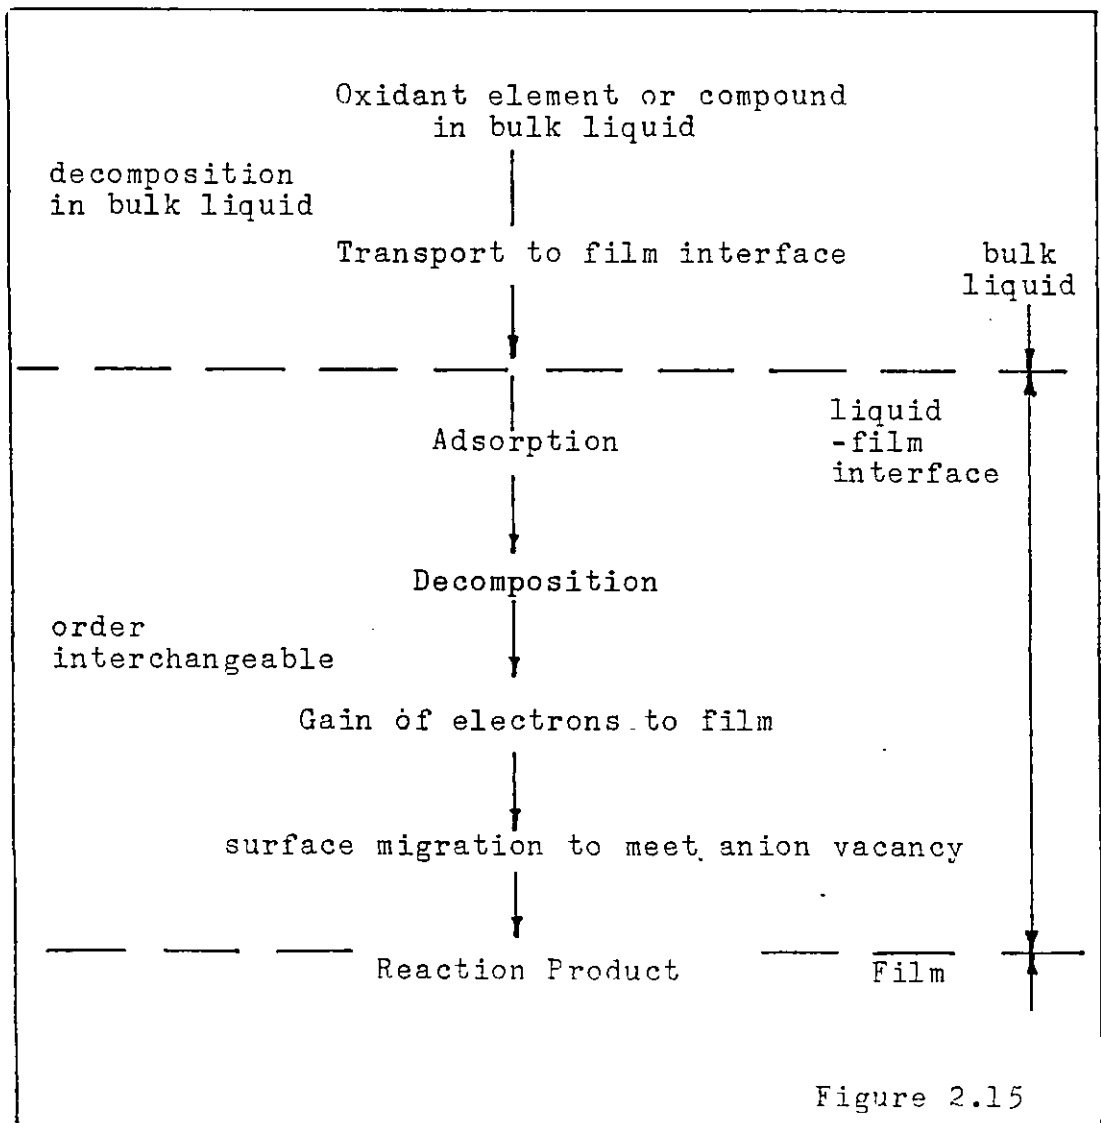 Oxidant element or compound
in bulk liquid
decomposition
in bulk liquid
Transport to film interface
bulk
liquid
liquid
-film
interface
Adsorption
Decomposition
order
interchangeable
Gain of electrons to film
surface migration to meet anion vacancy
Reaction Product
Film
Figure 2.15